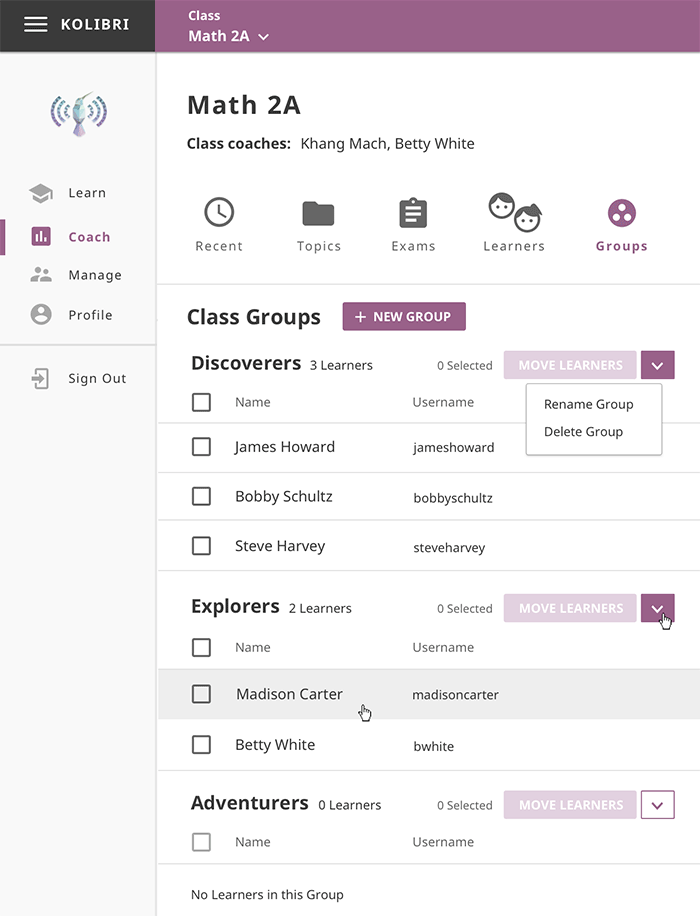 KOLIBRI
Class
Math 2A
Learn
Coach
Manage
Profile
Sign Out
Math 2A
Class coaches: Khang Mach, Betty White
Recent Topics Exams Learners Groups
Class Groups + NEW GROUP
Discoverers 3 Learners 0 Selected MOVE LEARNERS
Rename Group
Delete Group
Name Username
James Howard jameshoward
Bobby Schultz bobbyschultz
Steve Harvey steveharvey
Explorers 2 Learners 0 Selected MOVE LEARNERS
Name Username
Madison Carter madisoncarter
Betty White bwhite
Adventurers 0 Learners 0 Selected MOVE LEARNERS
Name Username
No Learners in this Group